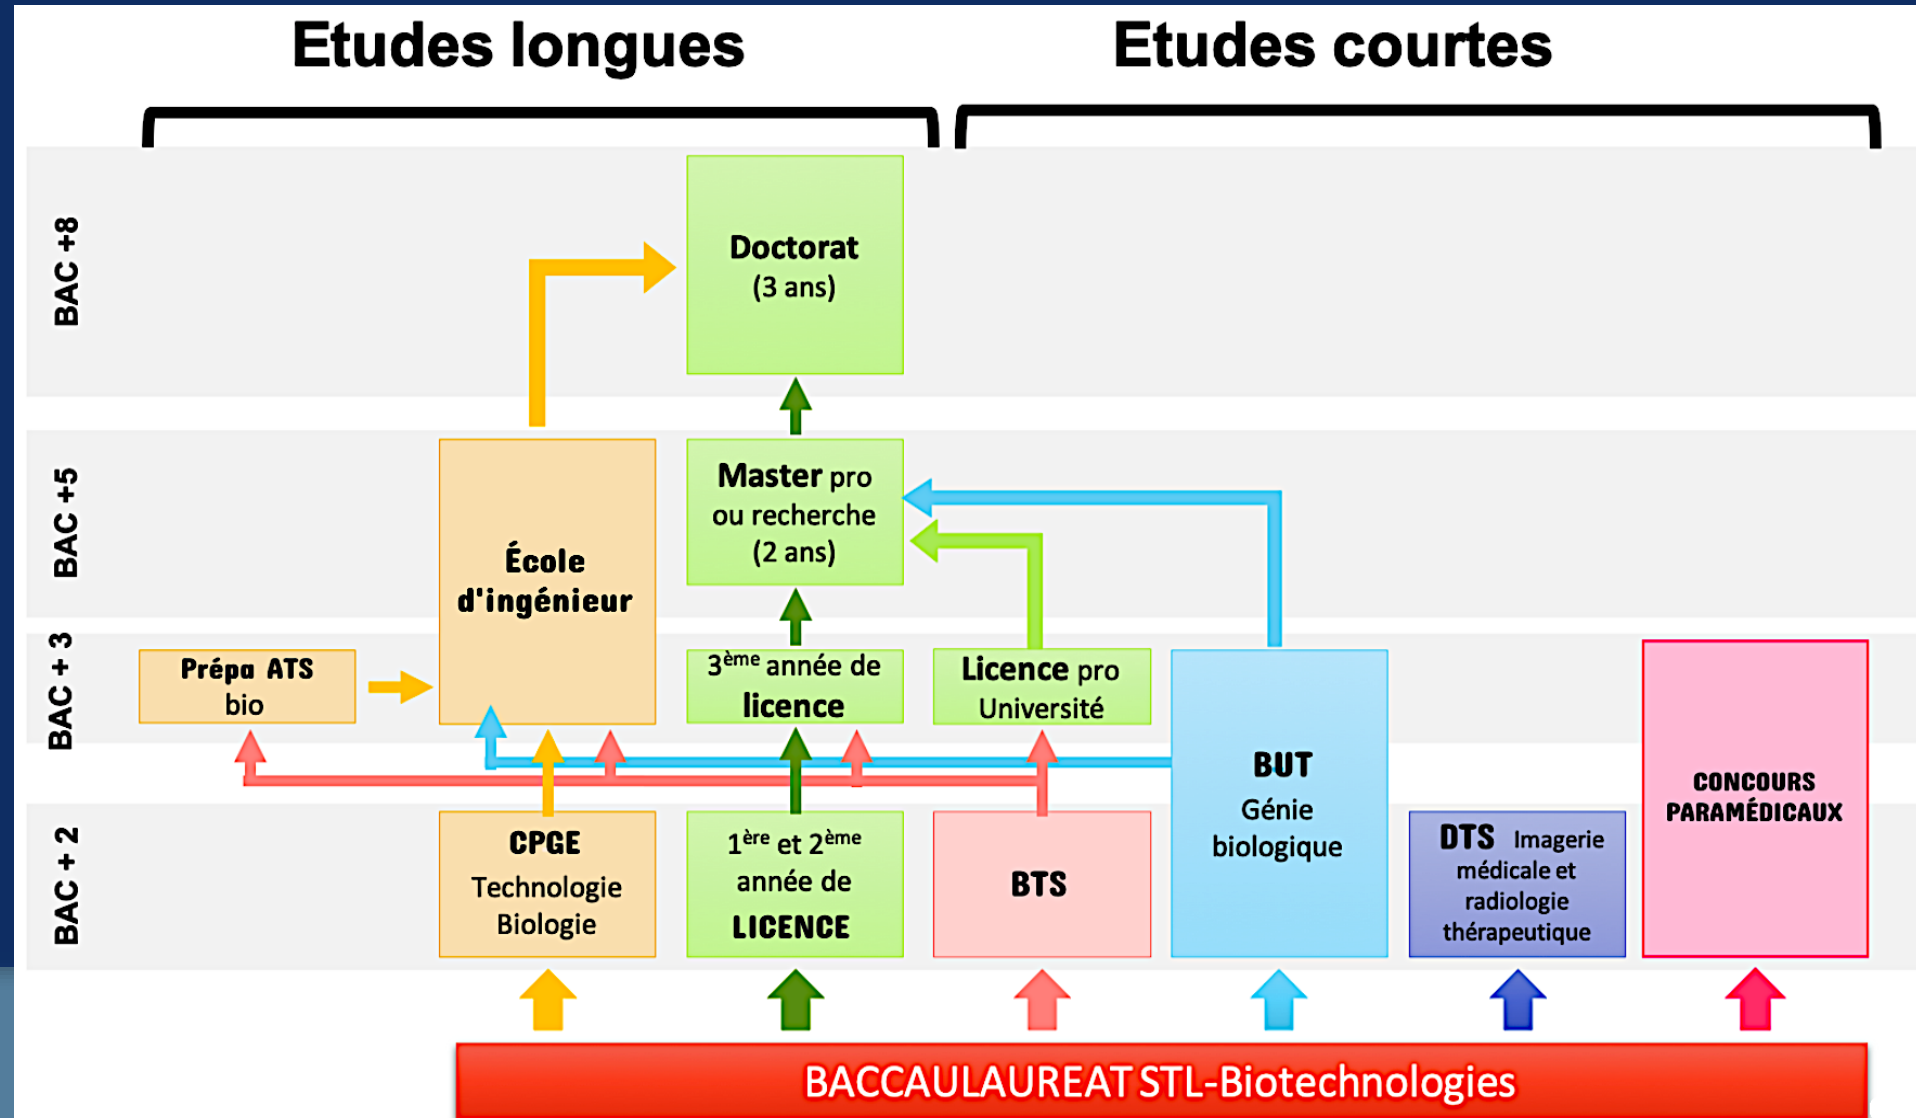 Etudes longues
Etudes courtes
BAC +8
Doctorat
(3 ans)
BAC +5
École
d'ingénieur
Master pro
ou recherche
(2 ans)
BAC + 3
Prépa ATS
bio
3ème année de
licence
Licence pro
Université
BAC + 2
CPGE
Technologie
Biologie
1ère et 2ème
année de
LICENCE
BTS
BUT
Génie
biologique
DTS Imagerie
médicale et
radiologie
thérapeutique
CONCOURS
PARAMÉDICAUX
BACCAULAUREAT STL-Biotechnologies